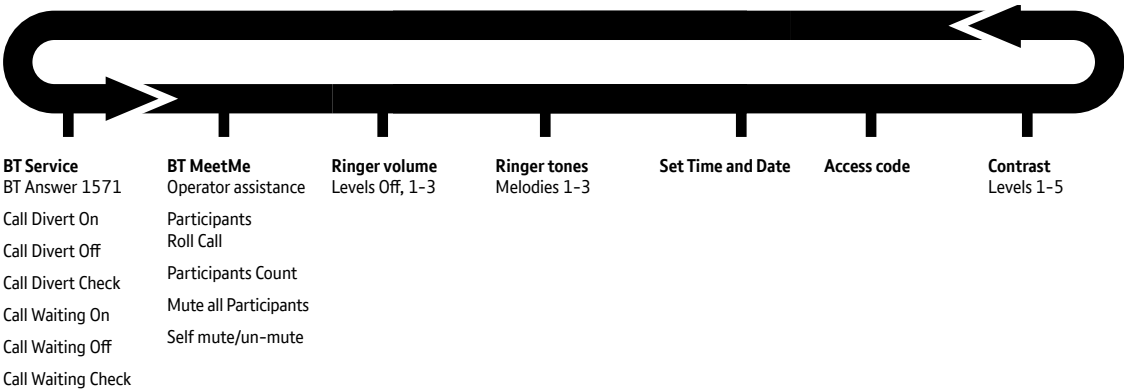 BT Service
BT Answer 1571
Call Divert On
Call Divert Off
Call Divert Check
Call Waiting On
Call Waiting Off
Call Waiting Check
BT MeetMe
Operator assistance
Participants
Roll Call
Participants Count
Mute all Participants
Self mute/un-mute
Ringer volume
Levels Off, 1-3
Ringer tones
Melodies 1-3
Set Time and Date
Access code
Contrast
Levels 1-5